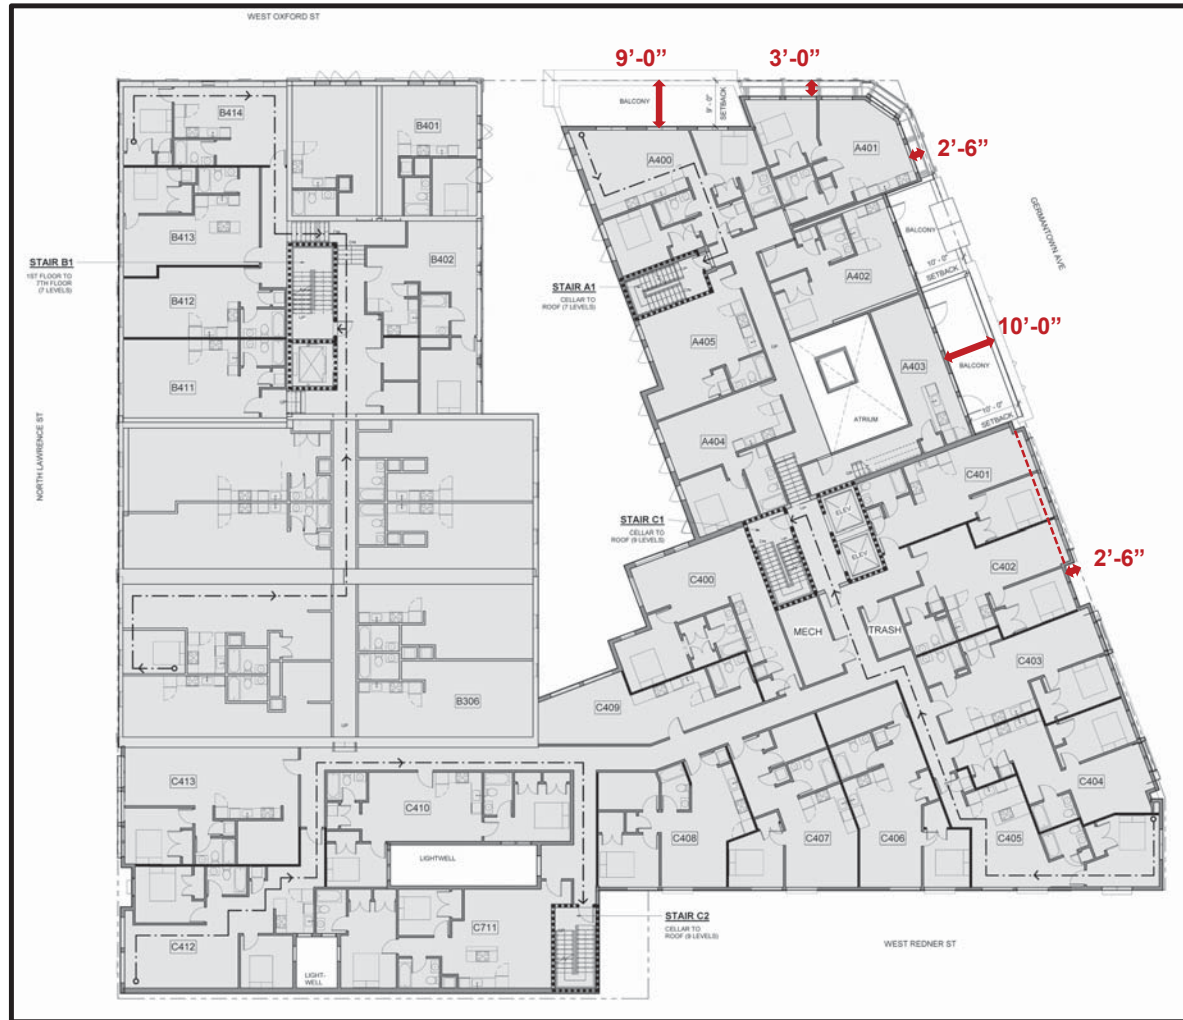 WEST OXFORD ST
9’-0”
3’-0”
BALCONY
9'- 0"
SETBACK
B414
B401
A400
A401
2’-6”
GERMANTOWN AVE
B413
B402
BALCONY
10' - 0"
SETBACK
A402
STAIR B1
1ST FLOOR TO
7TH FLOOR
(7 LEVELS)
STAIR A1
CELLAR TO
ROOF (7 LEVELS)
B412
A405
10’-0”
A403
BALCONY
B411
ATRIUM
10' - 0"
SETBACK
NORTH LAWRENCE ST
A404
C401
STAIR C1
CELLAR TO
ROOF (9 LEVELS)
ELEV
ELEV
2’-6”
C402
C400
MECH
TRASH
C403
B306
C409
UP
C413
C410
C404
LIGHTWELL
C408
C407
C406
C405
STAIR C2
CELLAR TO
ROOF (9 LEVELS)
C711
C412
WEST REDNER ST
LIGHT-
WELL